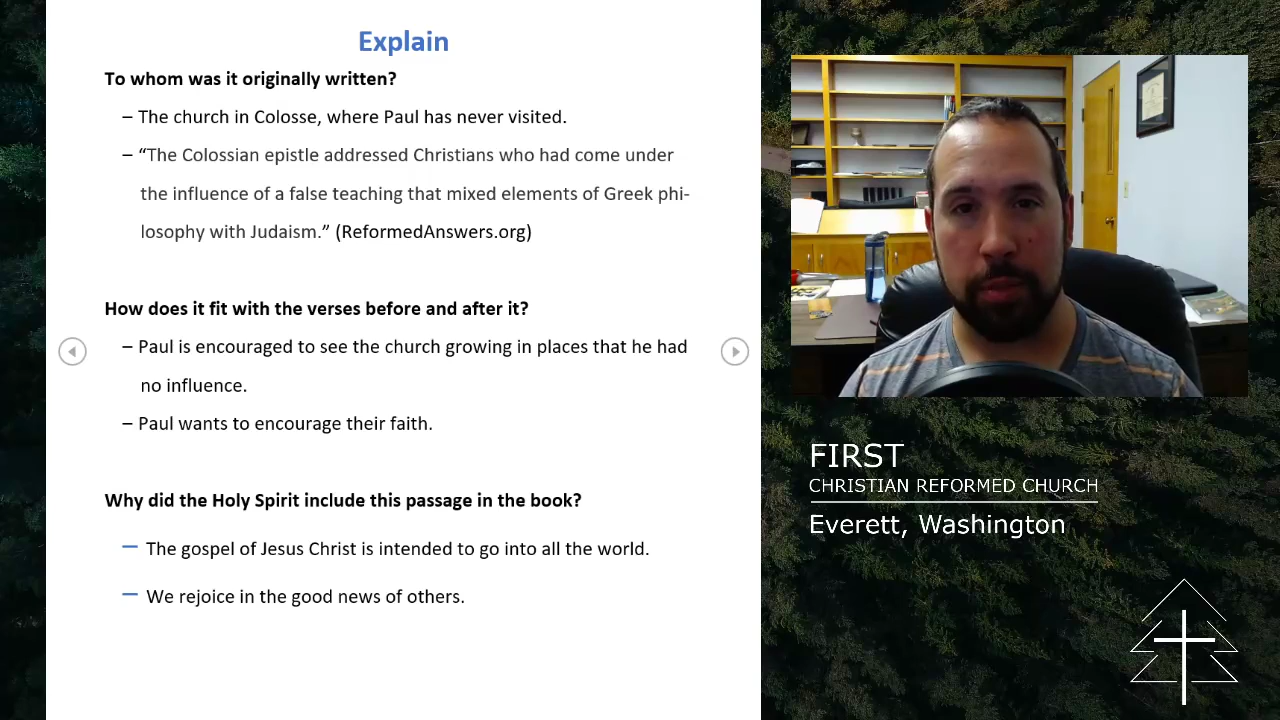 Explain
To whom was it originally written?
– The church in Colosse, where Paul has never visited.
– “The Colossian epistle addressed Christians who had come under
the influence of a false teaching that mixed elements of Greek phi-
losophy with Judaism.” (ReformedAnswers.org)
How does it fit with the verses before and after it?
– Paul is encouraged to see the church growing in places that he had
no influence.
– Paul wants to encourage their faith.
Why did the Holy Spirit include this passage in the book?
– The gospel of Jesus Christ is intended to go into all the world.
– We rejoice in the good news of others.
FIRST
CHRISTIAN REFORMED CHURCH
Everett, Washington